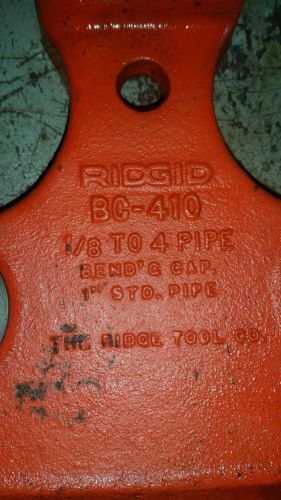 RIDGID
BC-410
1/8 TO 4 PIPE
BEND'G CAP.
1" STD. PIPE
THE RIDGE TOOL CO.